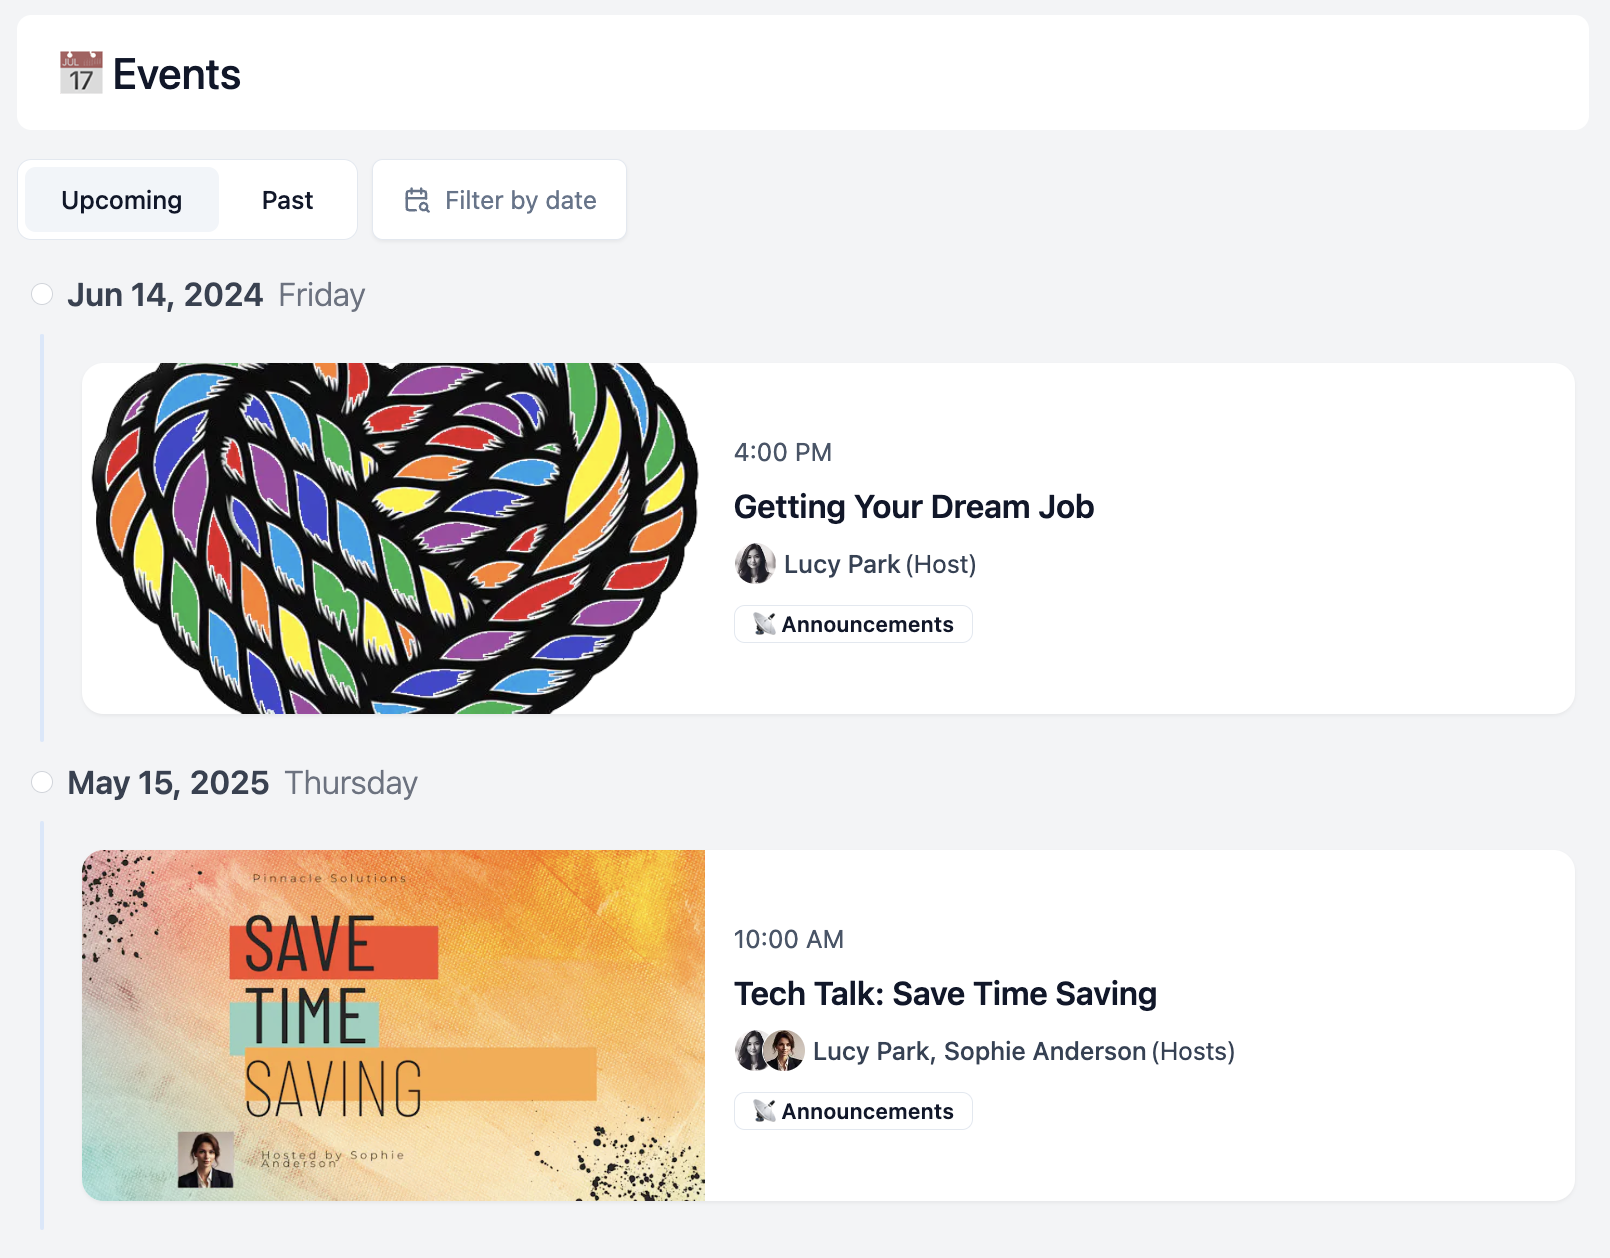 JUL
17
Events
Upcoming
Past
Filter by date
Jun 14, 2024 Friday
4:00 PM
Getting Your Dream Job
Lucy Park (Host)
Announcements
May 15, 2025 Thursday
Pinnacle Solutions
SAVE
TIME
SAVING
Hosted by Sophie
Anderson
10:00 AM
Tech Talk: Save Time Saving
Lucy Park, Sophie Anderson (Hosts)
Announcements